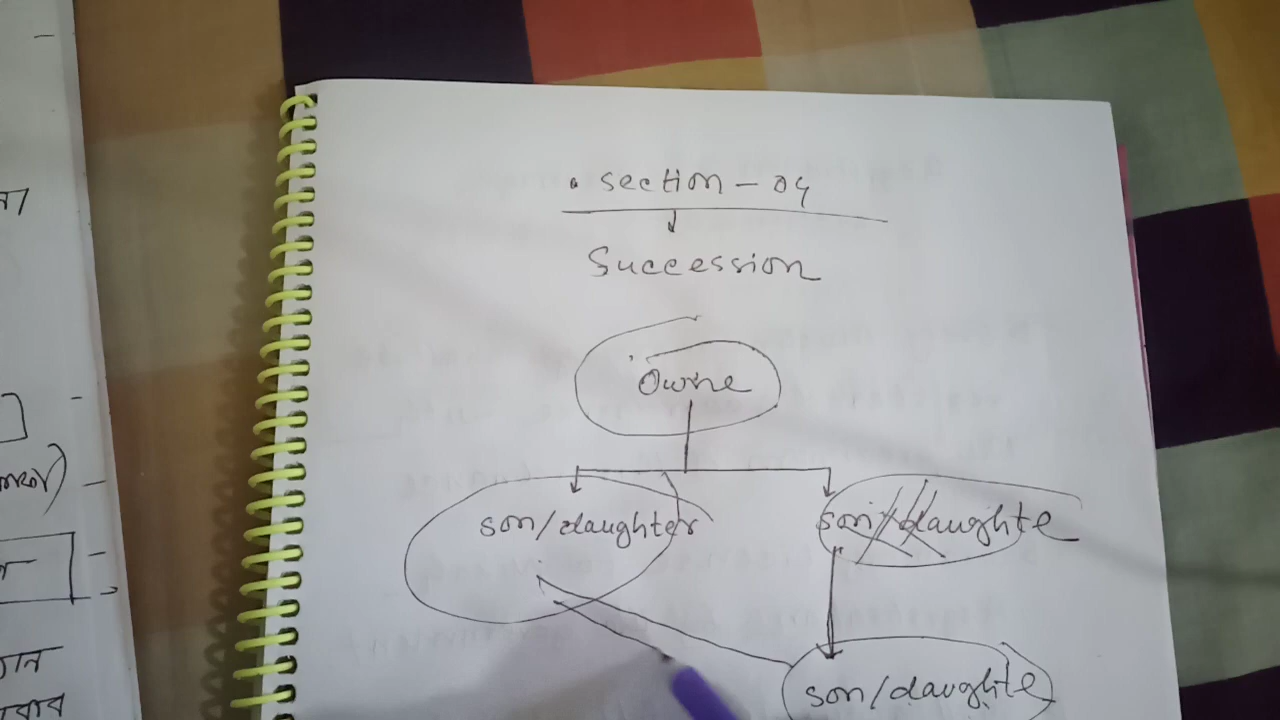 . section - 04
Succession
Owne
son/daughter son/daughte
son/daughte